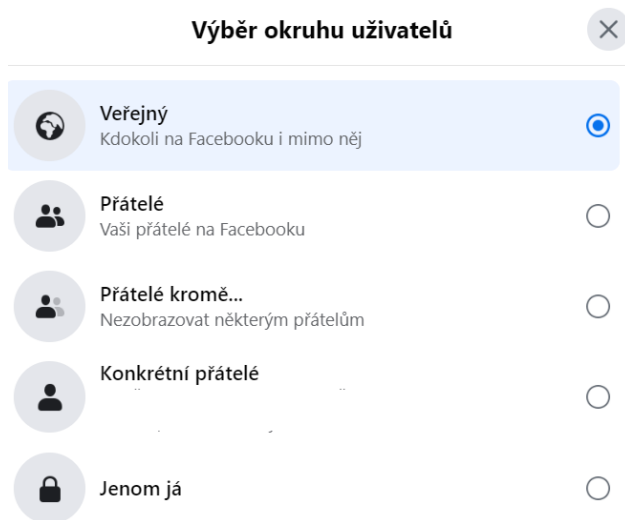 Výběr okruhu uživatelů
Veřejný
Kdokoli na Facebooku i mimo něj
Přátelé
Vaši přátelé na Facebooku
Přátelé kromě...
Nezobrazovat některým přátelům
Konkrétní přátelé
Jenom já